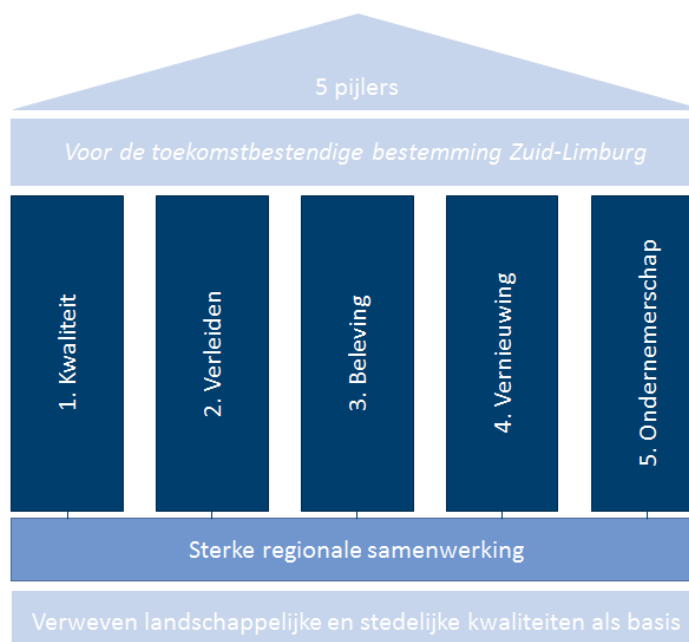 5 pijlers
Voor de toekomstbestendige bestemming Zuid-Limburg
1. Kwaliteit
2. Verleiden
3. Beleving
4. Vernieuwing
5. Ondernemerschap
Sterke regionale samenwerking
Verweven landschappelijke en stedelijke kwaliteiten als basis